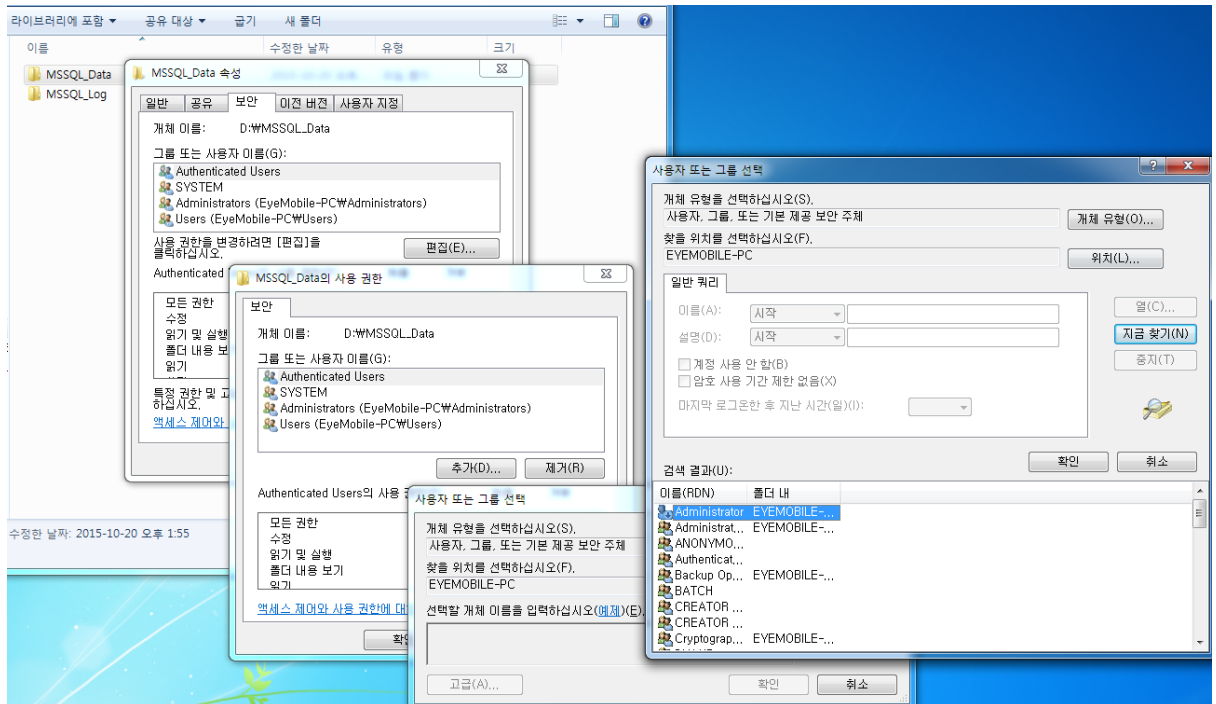 라이브러리에 포함 ▼ 공유 대상 ▼ 굽기 새 폴더
이름 수정한 날짜 유형 크기
MSSQL_Data
MSSQL_Log
수정한 날짜: 2015-10-20 오후 1:55
MSSQL_Data 속성
일반 공유 보안 이전 버전 사용자 지정
개체 이름: D:₩MSSQL_Data
그룹 또는 사용자 이름(G):
Authenticated Users
SYSTEM
Administrators (EyeMobile-PC₩Administrators)
Users (EyeMobile-PC₩Users)
사용 권한을 변경하려면 [편집]을
클릭하십시오.
편집(E)...
Authenticated
모든 권한
수정
읽기 및 실행
폴더 내용 보
읽기
특정 권한 및 고
하십시오.
액세스 제어와
MSSQL_Data의 사용 권한
보안
개체 이름: D:₩MSSQL_Data
그룹 또는 사용자 이름(G):
Authenticated Users
SYSTEM
Administrators (EyeMobile-PC₩Administrators)
Users (EyeMobile-PC₩Users)
추가(D)... 제거(R)
Authenticated Users의 사용
모든 권한
수정
읽기 및 실행
폴더 내용 보기
읽기
액세스 제어와 사용 권한에 대
확인
사용자 또는 그룹 선택
개체 유형을 선택하십시오(S).
사용자, 그룹, 또는 기본 제공 보안 주체
찾을 위치를 선택하십시오(F).
EYEMOBILE-PC
선택할 개체 이름을 입력하십시오(예제)(E).
고급(A)... 확인 취소
사용자 또는 그룹 선택
개체 유형을 선택하십시오(S).
사용자, 그룹, 또는 기본 제공 보안 주체 개체 유형(O)...
찾을 위치를 선택하십시오(F).
EYEMOBILE-PC 위치(L)...
일반 쿼리
이름(A): 시작
설명(D): 시작
계정 사용 안 함(B)
암호 사용 기간 제한 없음(X)
마지막 로그온한 후 지난 시간(일)(I):
열(C)...
지금 찾기(N)
중지(T)
확인 취소
검색 결과(U):
이름(RDN) 폴더 내
Administrator EYEMOBILE-...
Administrat... EYEMOBILE-...
ANONYMO...
Authenticat...
Backup Op... EYEMOBILE-...
BATCH
CREATOR ...
CREATOR ...
Cryptograp... EYEMOBILE-...